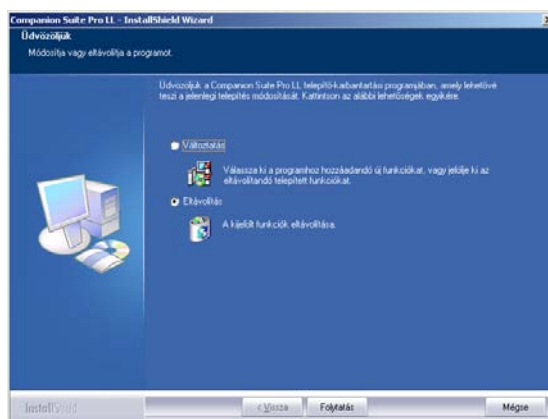 Companion Suite Pro LL - InstallShield Wizard
Üdvözöljük
Módosítja vagy eltávolítja a programot.
Üdvözöljük a Companion Suite Pro LL telepítő-karbantartási programjában, amely lehetővé
teszi a jelenlegi telepítés módosítását. Kattintson az alábbi lehetőségek egyikére.
Változtatás
Válassza ki a programhoz hozzáadandó új funkciókat, vagy jelölje ki az
eltávolítandó telepített funkciókat.
Eltávolítás
A kijelölt funkciók eltávolítása.
InstallShield
< Vissza
Folytatás
Mégse